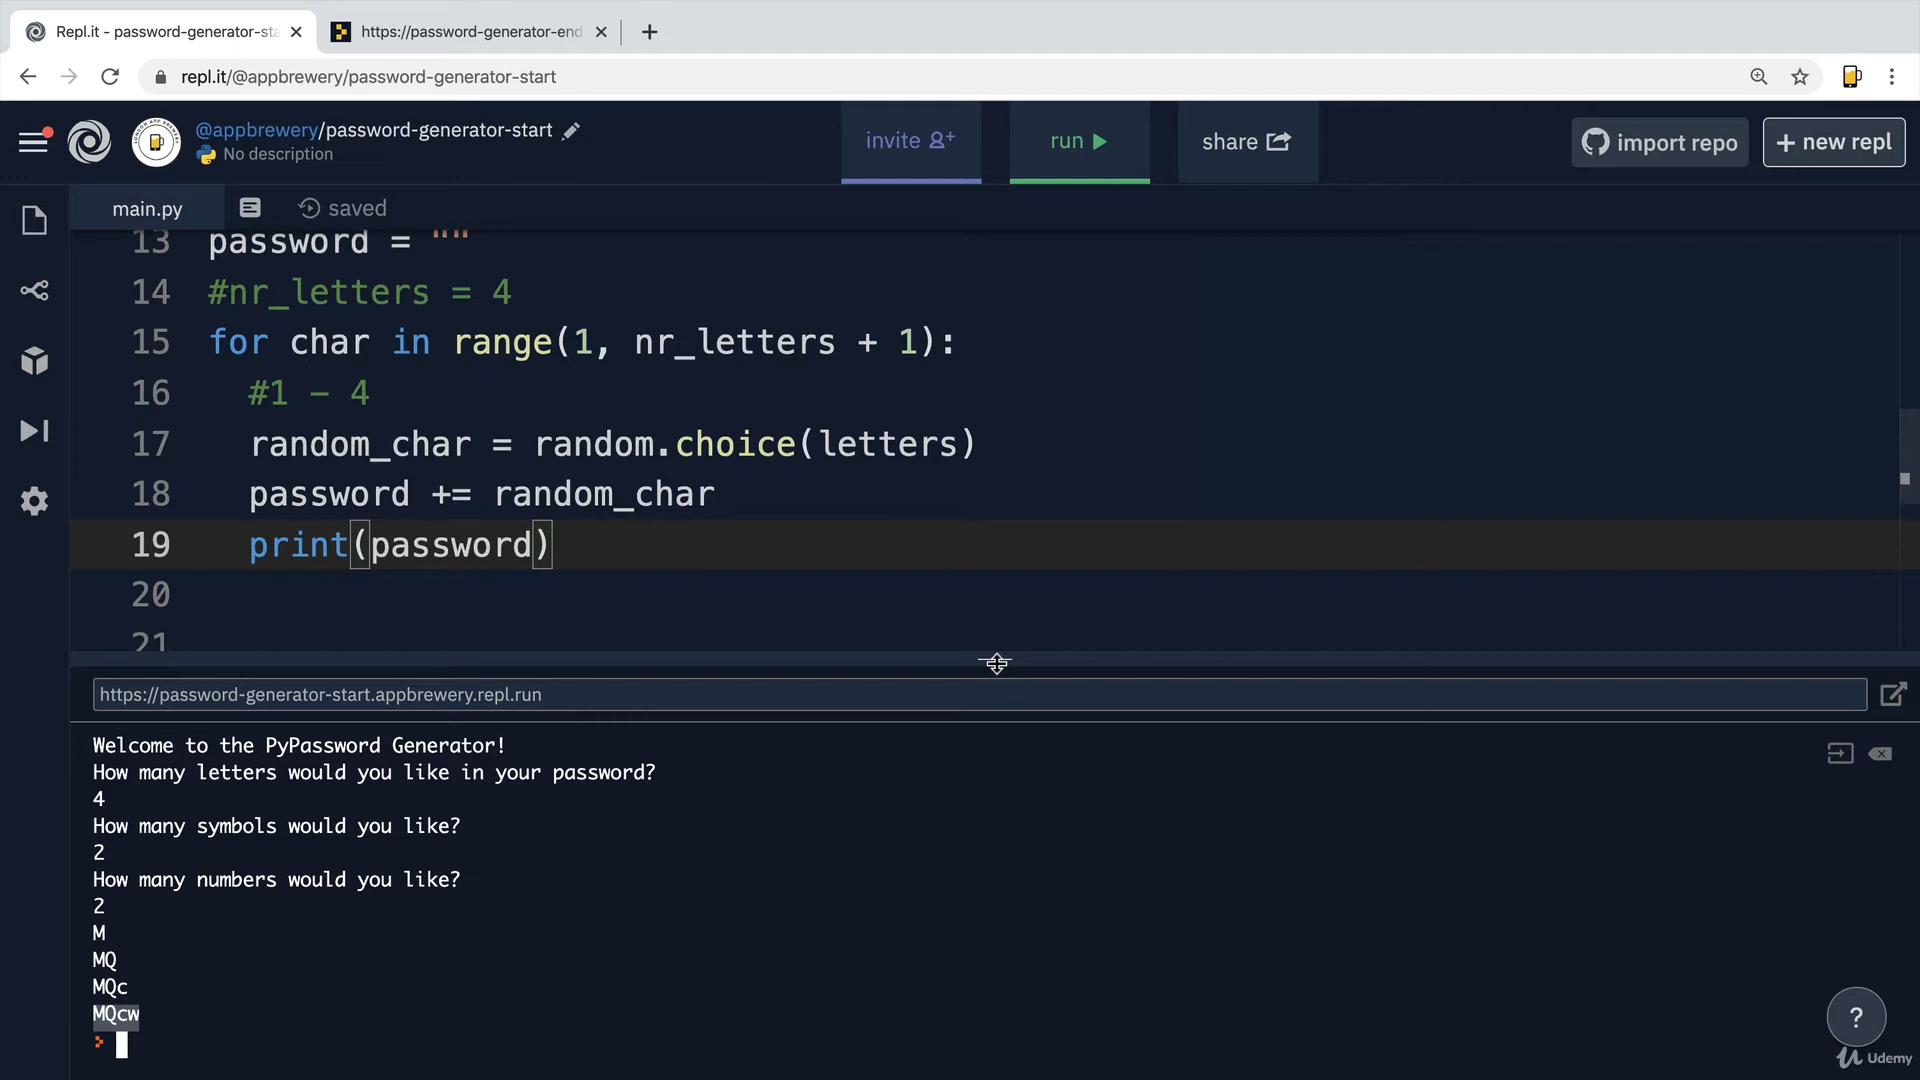 Repl.it - password-generator-sta
https://password-generator-end
repl.it/@appbrewery/password-generator-start
LONDON APP BREWERY
@appbrewery/password-generator-start
No description
invite
run
share
import repo
+ new repl
main.py
saved
13 password = ""
14 #nr_letters = 4
15 for char in range(1, nr_letters + 1):
16 #1 - 4
17 random_char = random.choice(letters)
18 password += random_char
19 print(password)
20
21
https://password-generator-start.appbrewery.repl.run
Welcome to the PyPassword Generator!
How many letters would you like in your password?
4
How many symbols would you like?
2
How many numbers would you like?
2
M
MQ
MQc
MQcw
?
Udemy